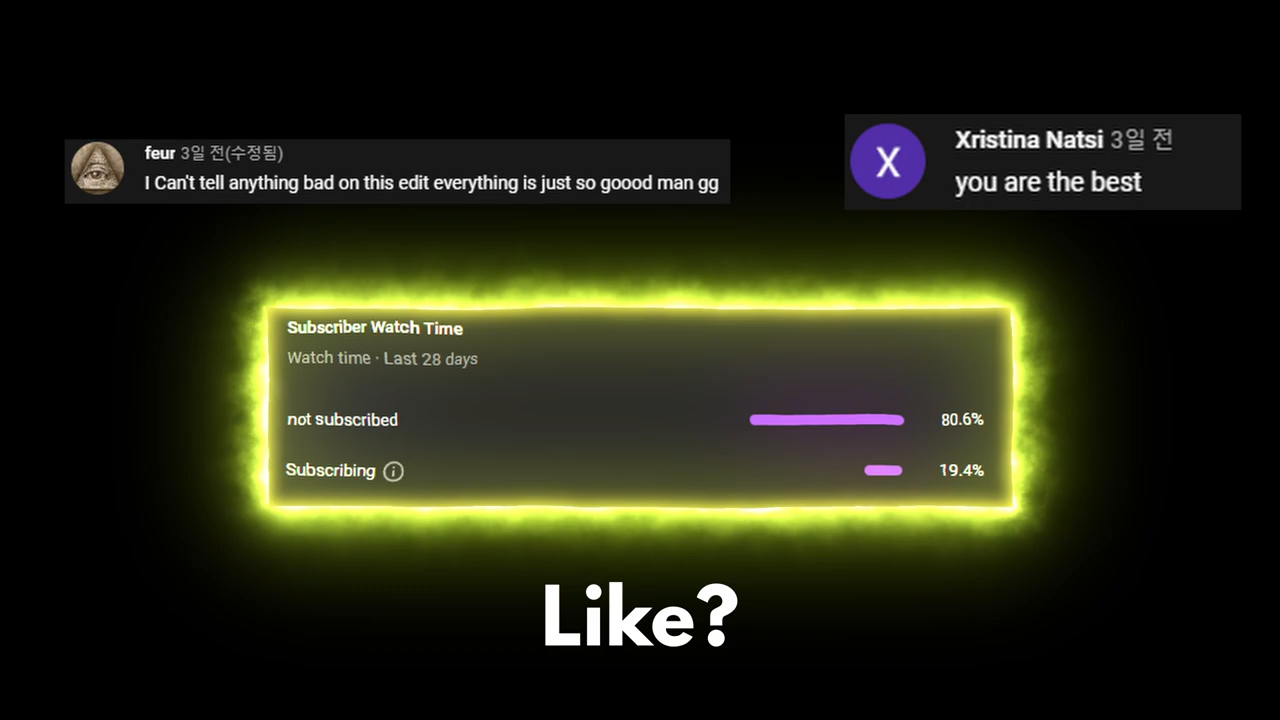 feur 3일 전(수정됨)
I Can't tell anything bad on this edit everything is just so goood man gg
X
Xristina Natsi 3일 전
you are the best
Subscriber Watch Time
Watch time · Last 28 days
not subscribed 80.6%
Subscribing 19.4%
Like?